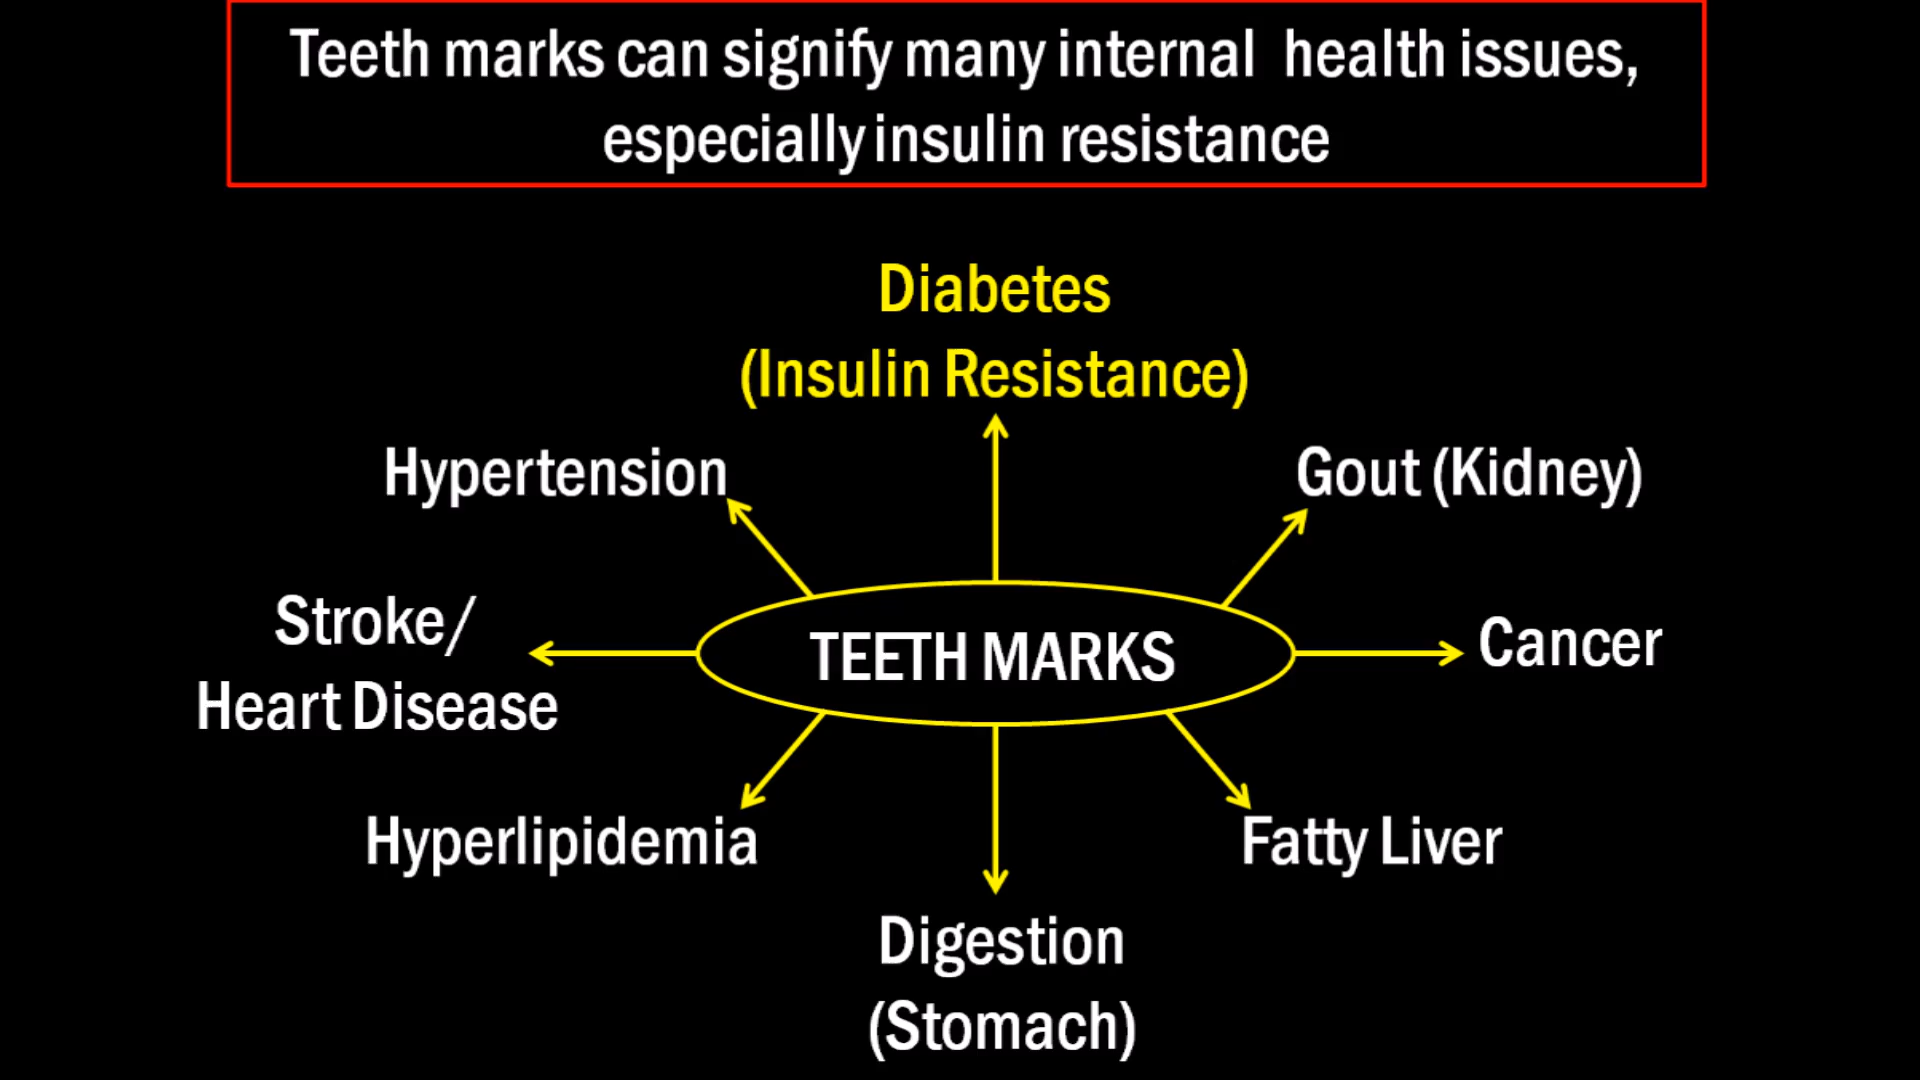 Teeth marks can signify many internal health issues,
especially insulin resistance
Diabetes
(Insulin Resistance)
Hypertension
Gout (Kidney)
Stroke/
Heart Disease
TEETH MARKS
Cancer
Hyperlipidemia
Fatty Liver
Digestion
(Stomach)